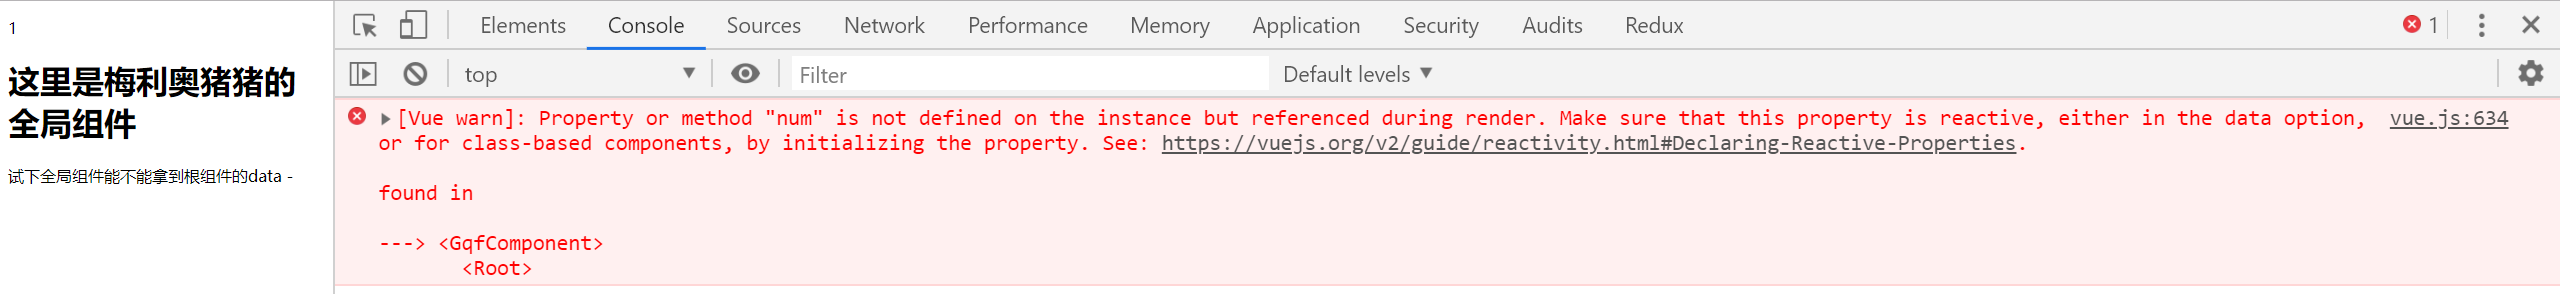 1
这里是梅利奥猪猪的
全局组件
试下全局组件能不能拿到根组件的data -
Elements Console Sources Network Performance Memory Application Security Audits Redux 1
top Filter Default levels
[Vue warn]: Property or method "num" is not defined on the instance but referenced during render. Make sure that this property is reactive, either in the data option, vue.js:634
or for class-based components, by initializing the property. See: https://vuejs.org/v2/guide/reactivity.html#Declaring-Reactive-Properties.
found in
---> <GqfComponent>
<Root>